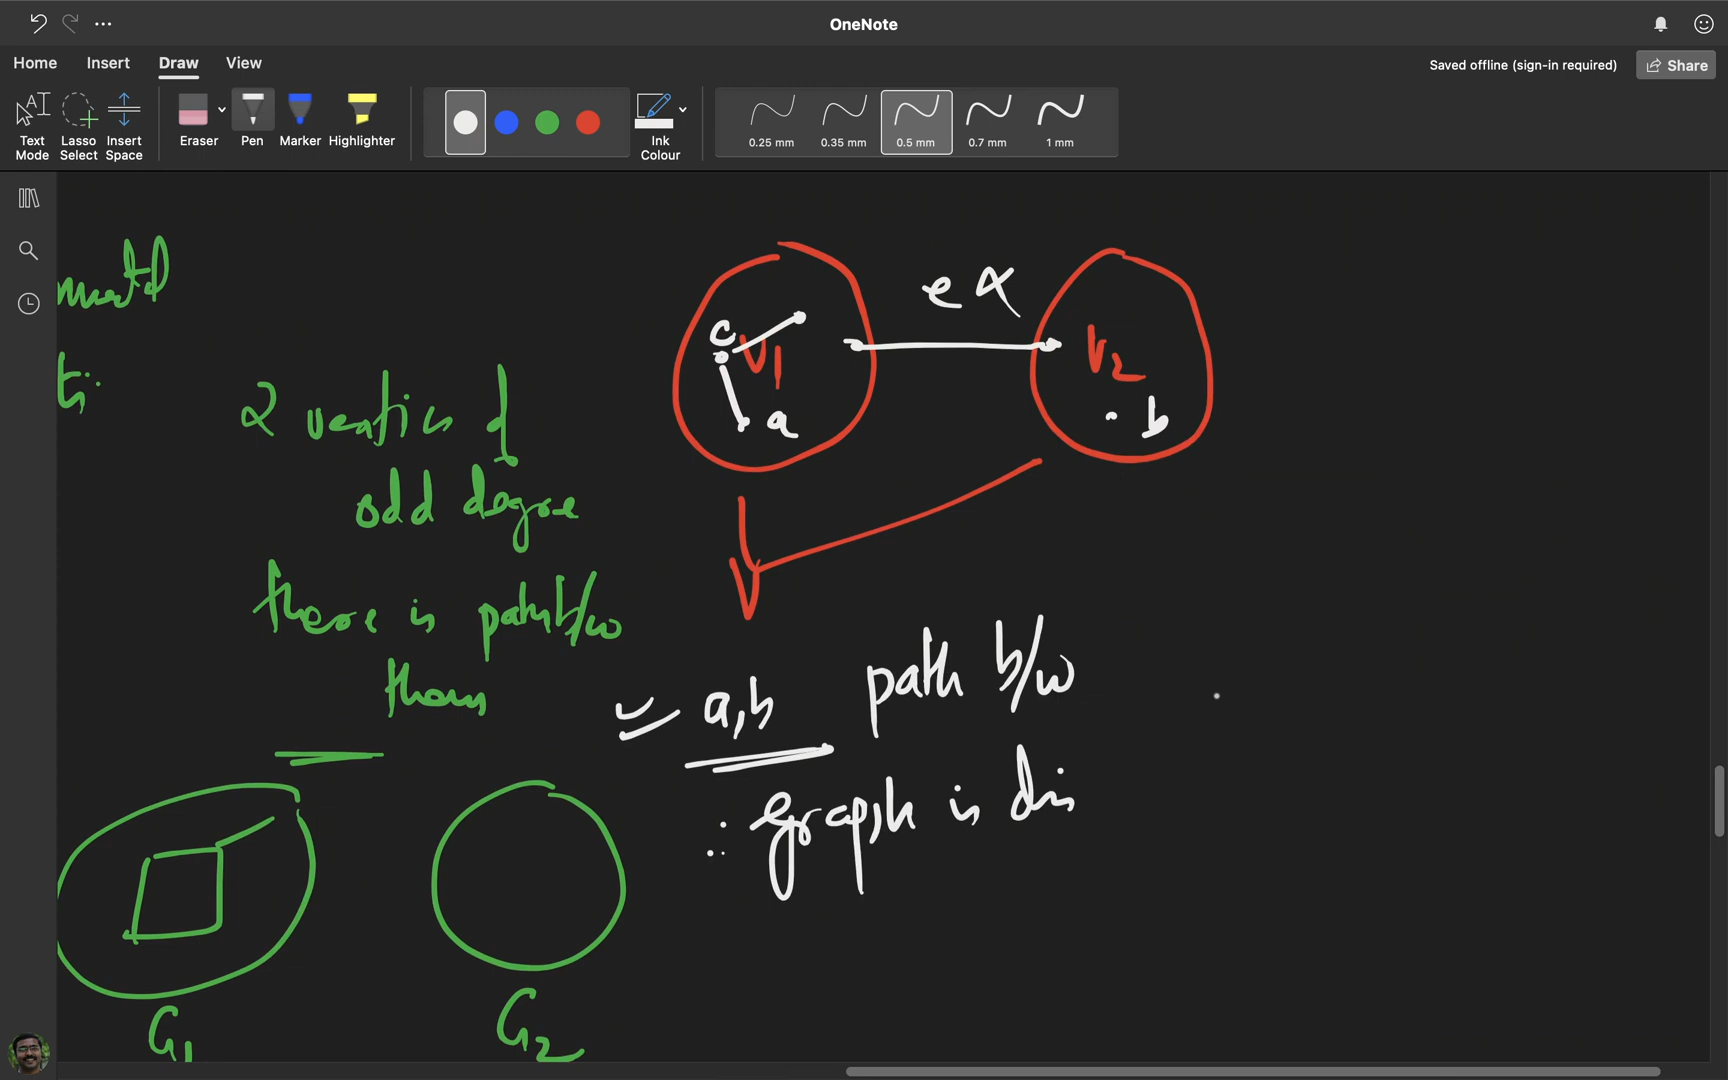 OneNote
Home Insert Draw View
Saved offline (sign-in required) Share
Text Mode
Lasso Select
Insert Space
Eraser
Pen
Marker
Highlighter
Ink Colour
0.25 mm
0.35 mm
0.5 mm
0.7 mm
1 mm
2 vertices of
odd degree
there is path b/w
them
G1
G2
e
c
V1
a
V2
b
V
a,b path b/w
∴ graph is dis